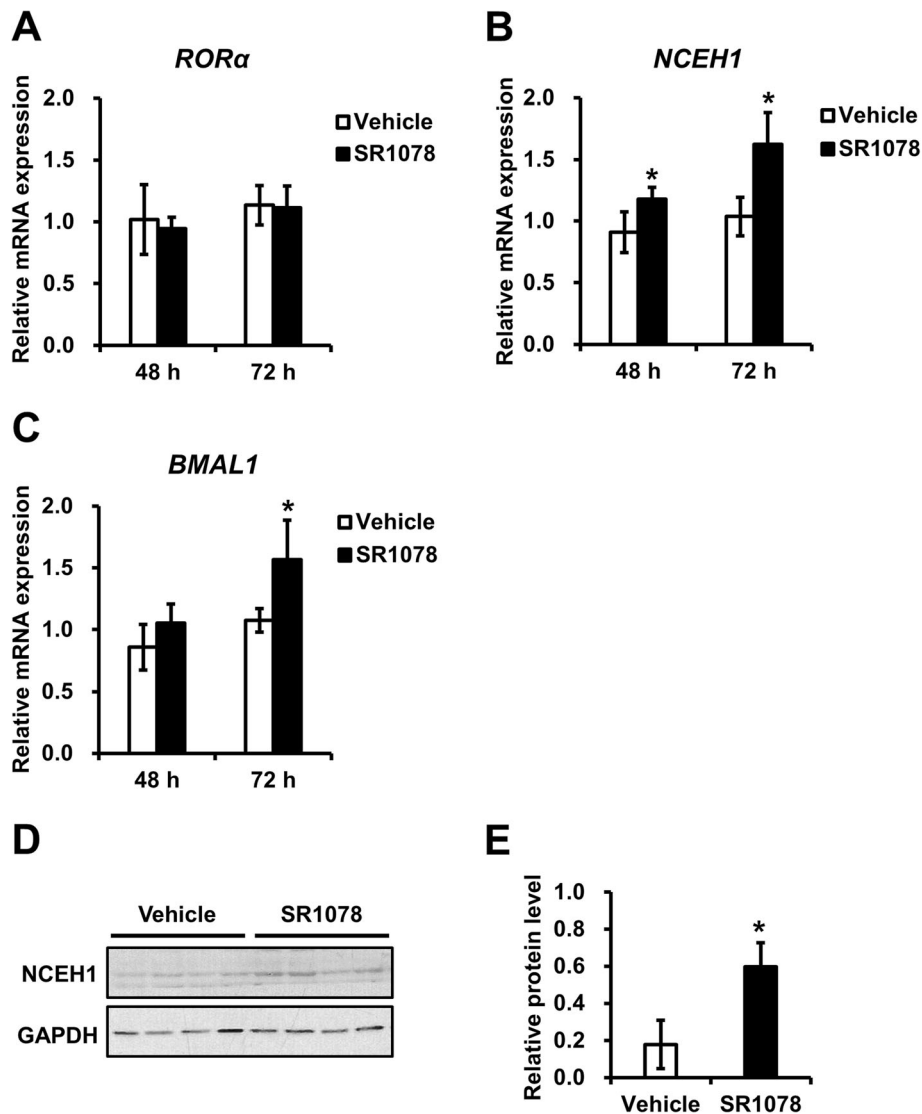 A
RORα
Relative mRNA expression
2.0
1.5
1.0
0.5
0.0
48 h
72 h
Vehicle
SR1078
B
NCEH1
Relative mRNA expression
2.0
1.5
1.0
0.5
0.0
*
*
48 h
72 h
Vehicle
SR1078
C
BMAL1
Relative mRNA expression
2.0
1.5
1.0
0.5
0.0
*
48 h
72 h
Vehicle
SR1078
D
Vehicle
SR1078
NCEH1
GAPDH
E
Relative protein level
1.0
0.8
0.6
0.4
0.2
0.0
*
Vehicle
SR1078